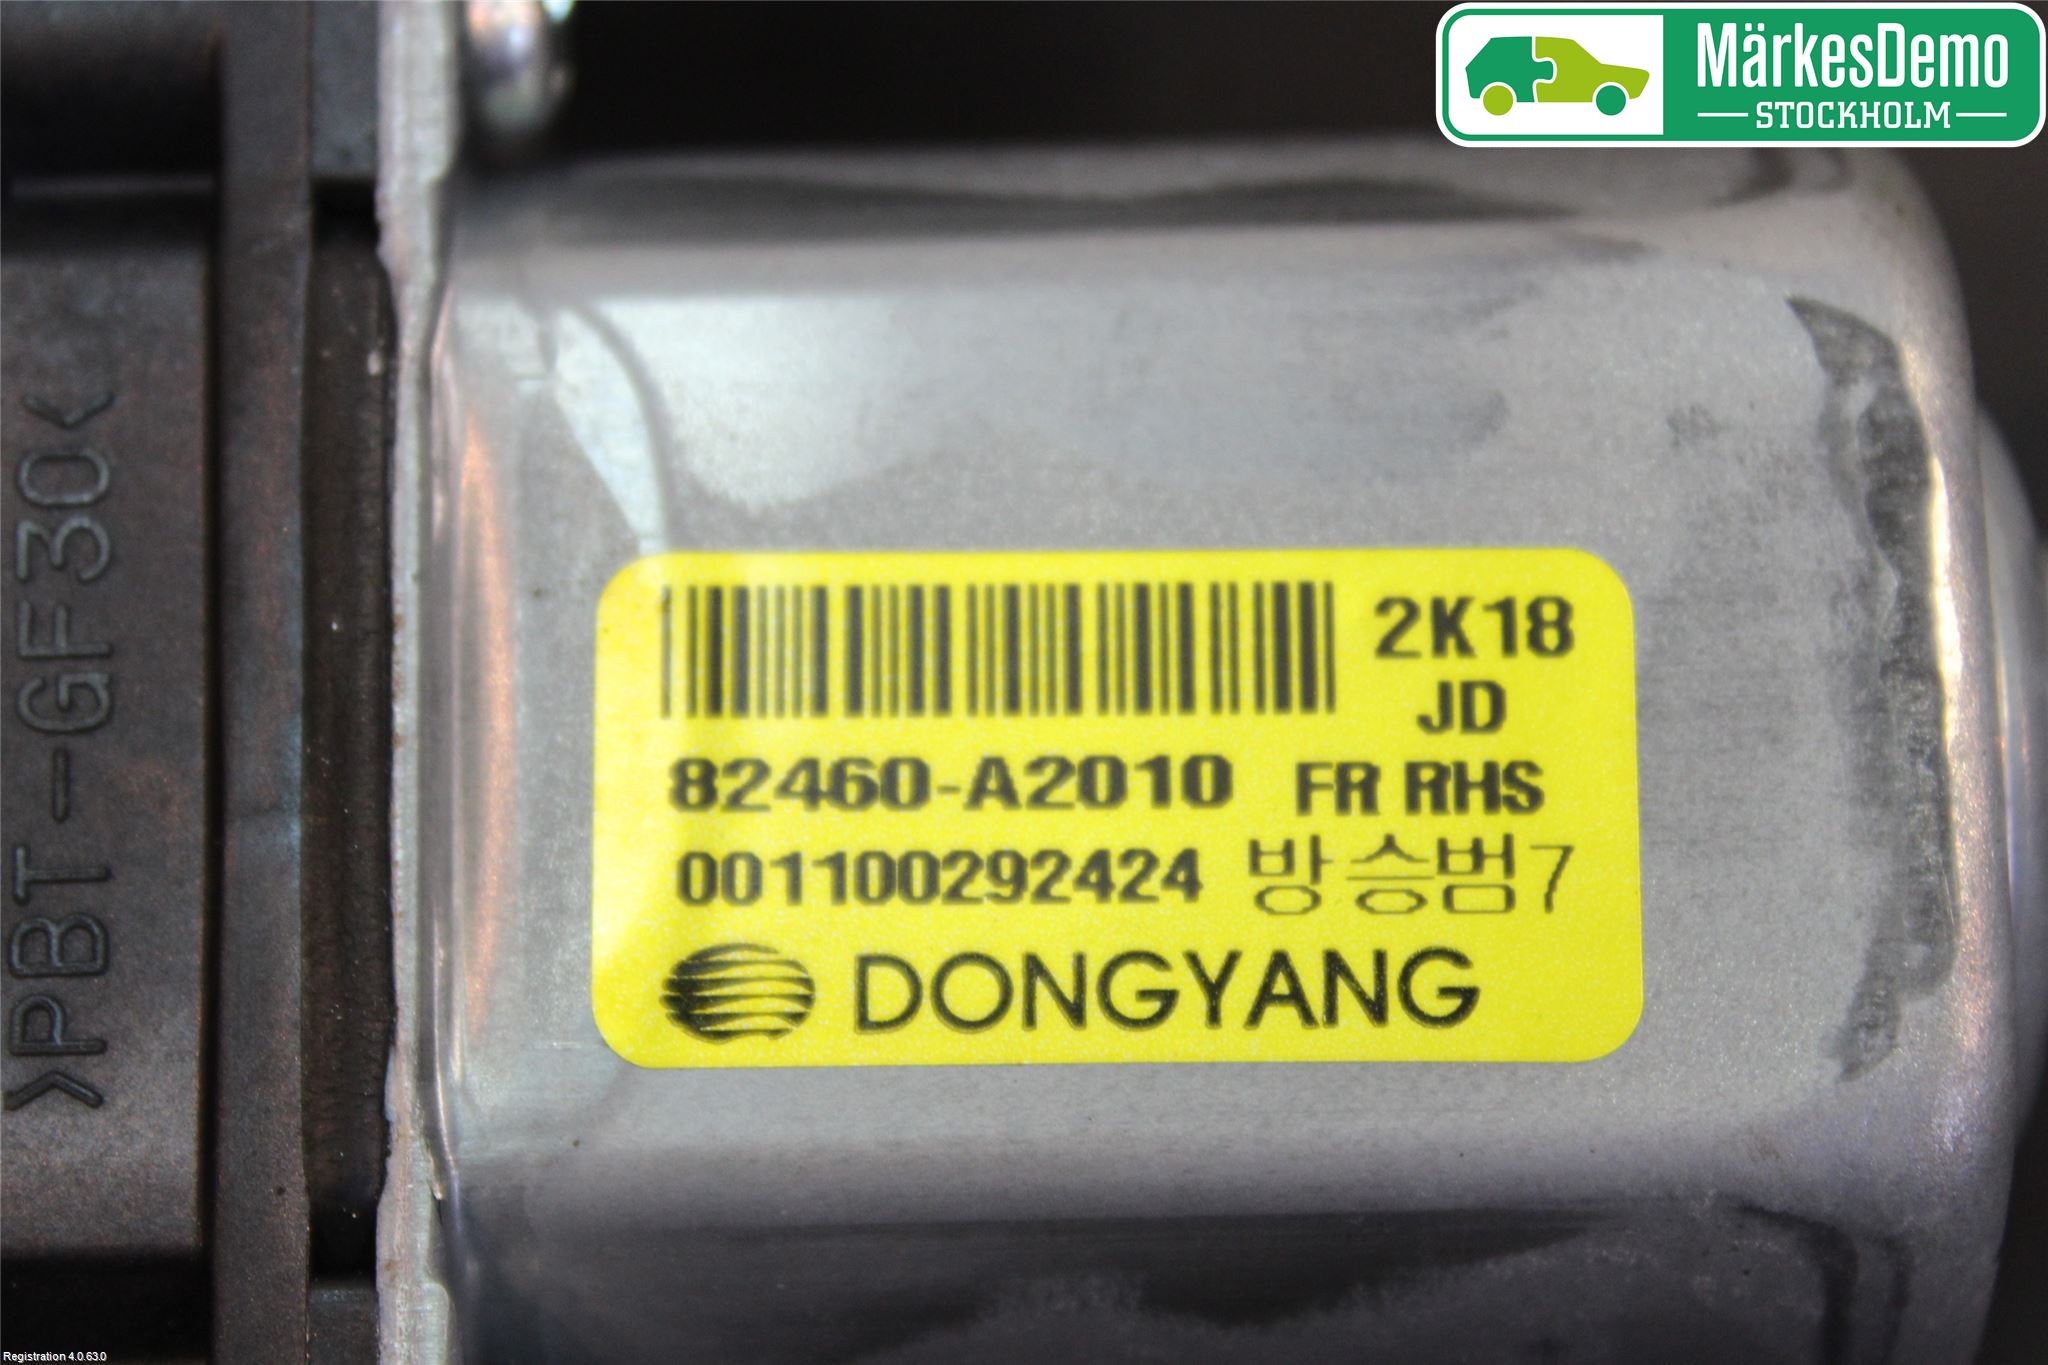 MärkesDemo
STOCKHOLM
2K18
JD
82460-A2010 FR RHS
001100292424 방승범7
DONGYANG
>PBT-GF30<
Registration 4.0.63.0